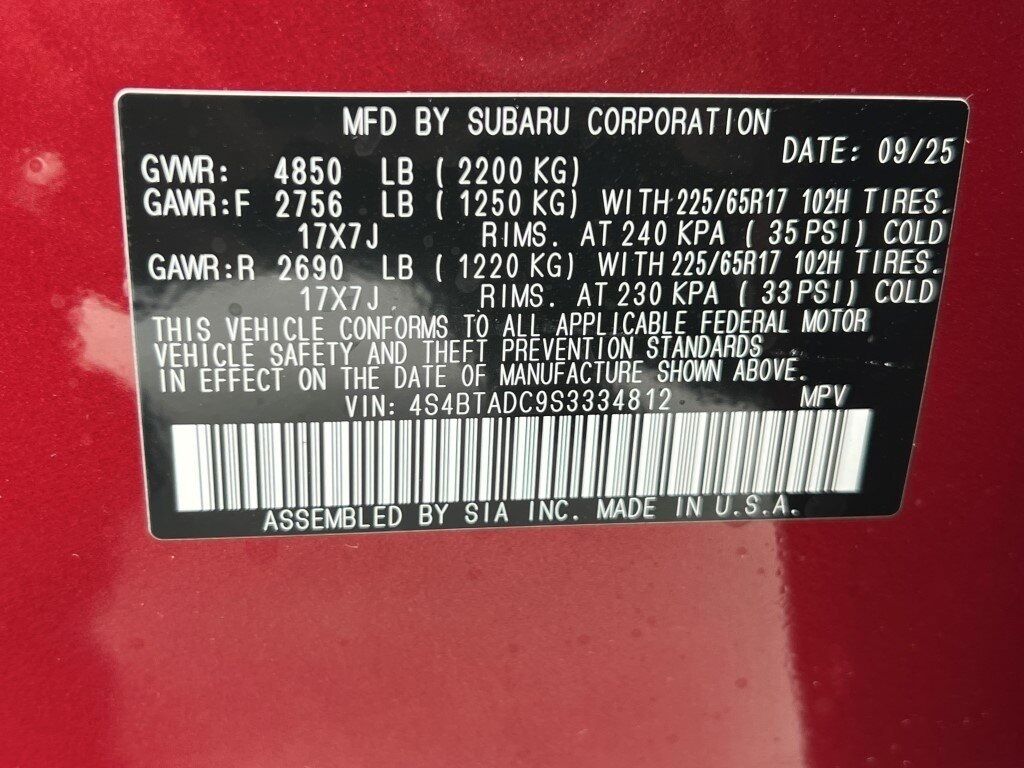 MFD BY SUBARU CORPORATION
DATE: 09/25
GVWR: 4850 LB ( 2200 KG)
GAWR:F 2756 LB ( 1250 KG) WITH 225/65R17 102H TIRES.
17X7J RIMS. AT 240 KPA ( 35 PSI) COLD
GAWR:R 2690 LB ( 1220 KG) WITH 225/65R17 102H TIRES.
17X7J RIMS. AT 230 KPA ( 33 PSI) COLD
THIS VEHICLE CONFORMS TO ALL APPLICABLE FEDERAL MOTOR
VEHICLE SAFETY AND THEFT PREVENTION STANDARDS
IN EFFECT ON THE DATE OF MANUFACTURE SHOWN ABOVE.
VIN: 4S4BTADC9S3334812 MPV
ASSEMBLED BY SIA INC. MADE IN U.S.A.